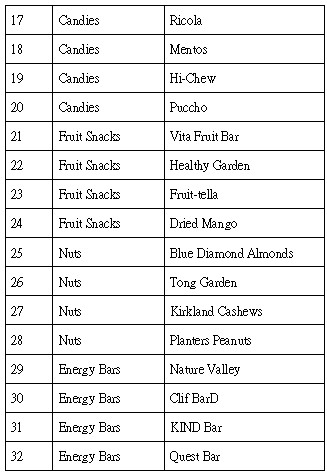 17 Candies Ricola
18 Candies Mentos
19 Candies Hi-Chew
20 Candies Puccho
21 Fruit Snacks Vita Fruit Bar
22 Fruit Snacks Healthy Garden
23 Fruit Snacks Fruit-tella
24 Fruit Snacks Dried Mango
25 Nuts Blue Diamond Almonds
26 Nuts Tong Garden
27 Nuts Kirkland Cashews
28 Nuts Planters Peanuts
29 Energy Bars Nature Valley
30 Energy Bars Clif BarD
31 Energy Bars KIND Bar
32 Energy Bars Quest Bar